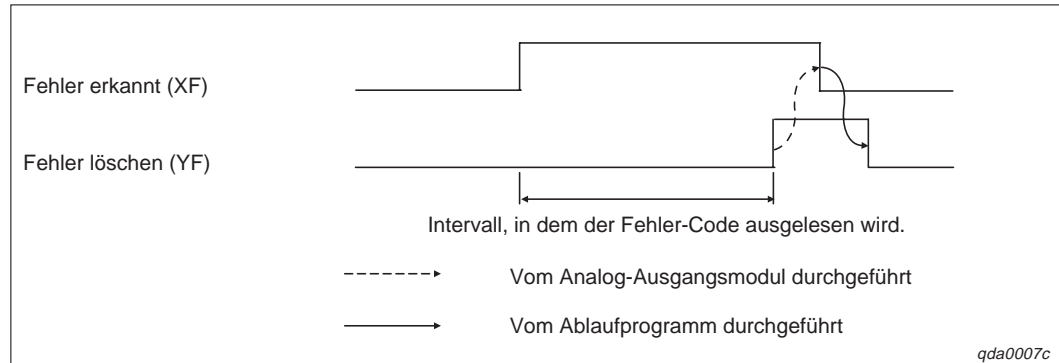 Fehler erkannt (XF)
Fehler löschen (YF)
Intervall, in dem der Fehler-Code ausgelesen wird.
Vom Analog-Ausgangsmodul durchgeführt
Vom Ablaufprogramm durchgeführt
qda0007c